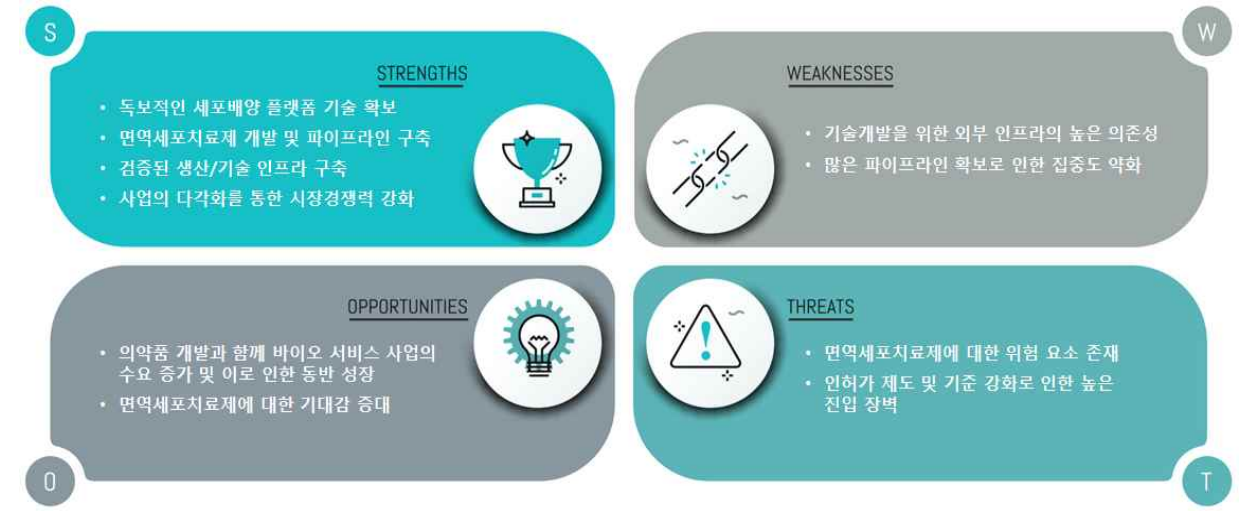 S
STRENGTHS
• 독보적인 세포배양 플랫폼 기술 확보
• 면역세포치료제 개발 및 파이프라인 구축
• 검증된 생산/기술 인프라 구축
• 사업의 다각화를 통한 시장경쟁력 강화
W
WEAKNESSES
• 기술개발을 위한 외부 인프라의 높은 의존성
• 많은 파이프라인 확보로 인한 집중도 약화
OPPORTUNITIES
• 의약품 개발과 함께 바이오 서비스 사업의
수요 증가 및 이로 인한 동반 성장
• 면역세포치료제에 대한 기대감 증대
O
THREATS
• 면역세포치료제에 대한 위험 요소 존재
• 인허가 제도 및 기준 강화로 인한 높은
진입 장벽
T